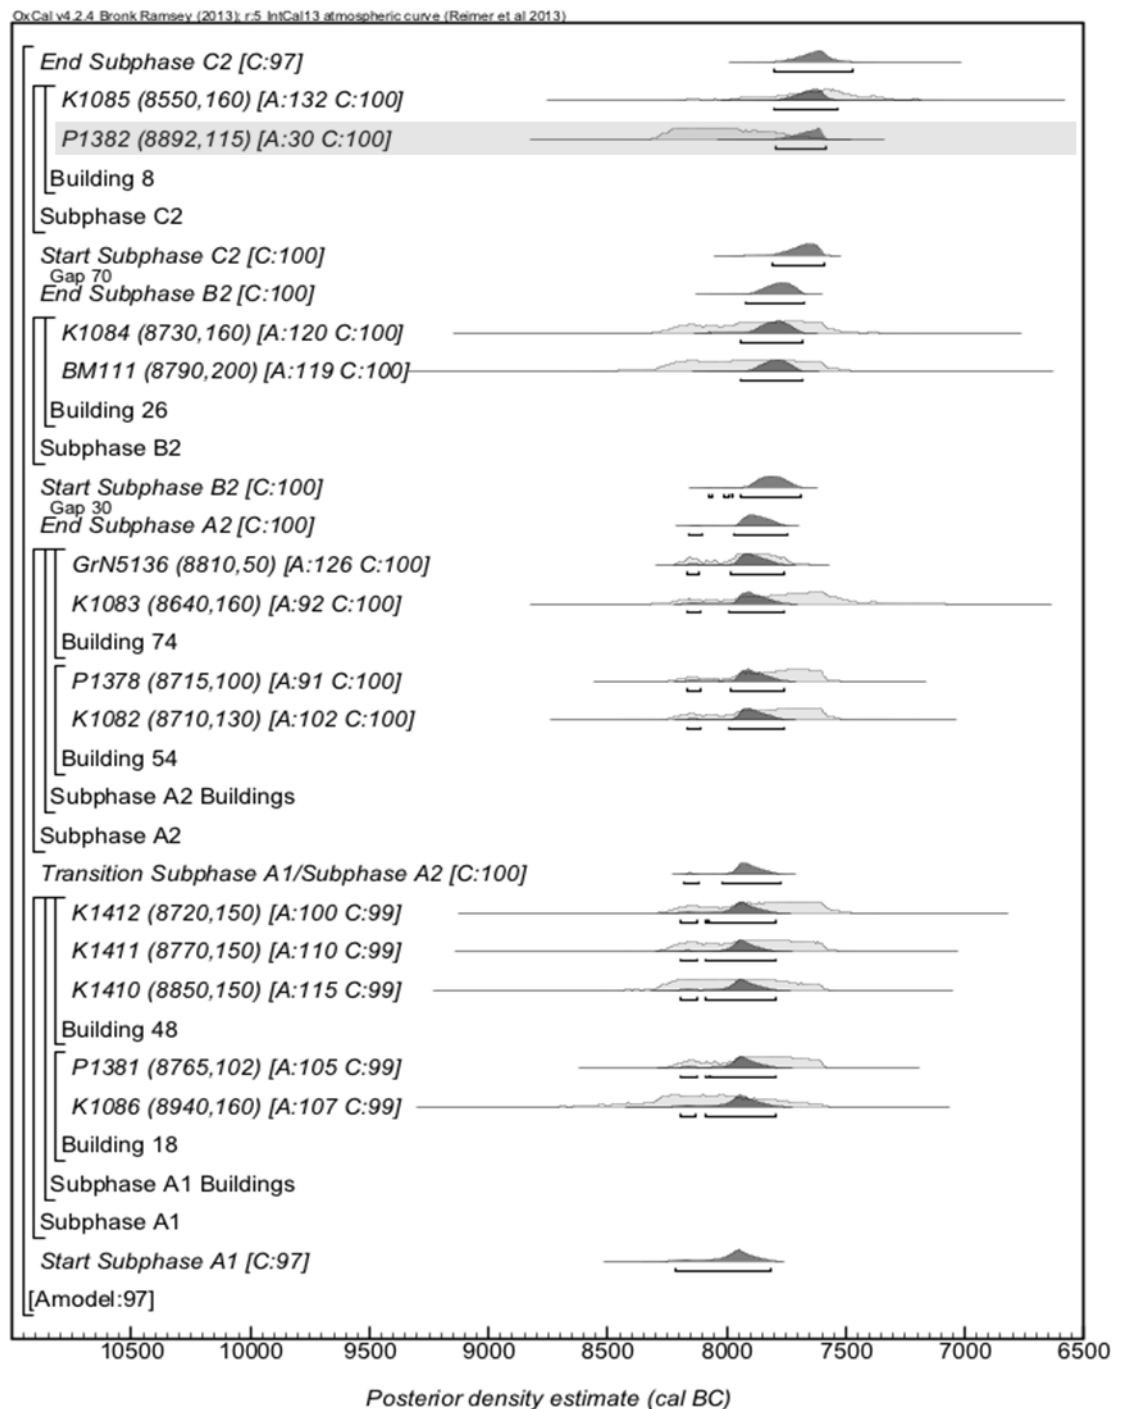 OxCal v4.2.4 Bronk Ramsey (2013); r:5 IntCal13 atmospheric curve (Reimer et al 2013)
End Subphase C2 [C:97]
K1085 (8550,160) [A:132 C:100]
P1382 (8892,115) [A:30 C:100]
Building 8
Subphase C2
Start Subphase C2 [C:100]
Gap 70
End Subphase B2 [C:100]
K1084 (8730,160) [A:120 C:100]
BM111 (8790,200) [A:119 C:100]
Building 26
Subphase B2
Start Subphase B2 [C:100]
Gap 30
End Subphase A2 [C:100]
GrN5136 (8810,50) [A:126 C:100]
K1083 (8640,160) [A:92 C:100]
Building 74
P1378 (8715,100) [A:91 C:100]
K1082 (8710,130) [A:102 C:100]
Building 54
Subphase A2 Buildings
Subphase A2
Transition Subphase A1/Subphase A2 [C:100]
K1412 (8720,150) [A:100 C:99]
K1411 (8770,150) [A:110 C:99]
K1410 (8850,150) [A:115 C:99]
Building 48
P1381 (8765,102) [A:105 C:99]
K1086 (8940,160) [A:107 C:99]
Building 18
Subphase A1 Buildings
Subphase A1
Start Subphase A1 [C:97]
[Amodel:97]
10500 10000 9500 9000 8500 8000 7500 7000 6500
Posterior density estimate (cal BC)